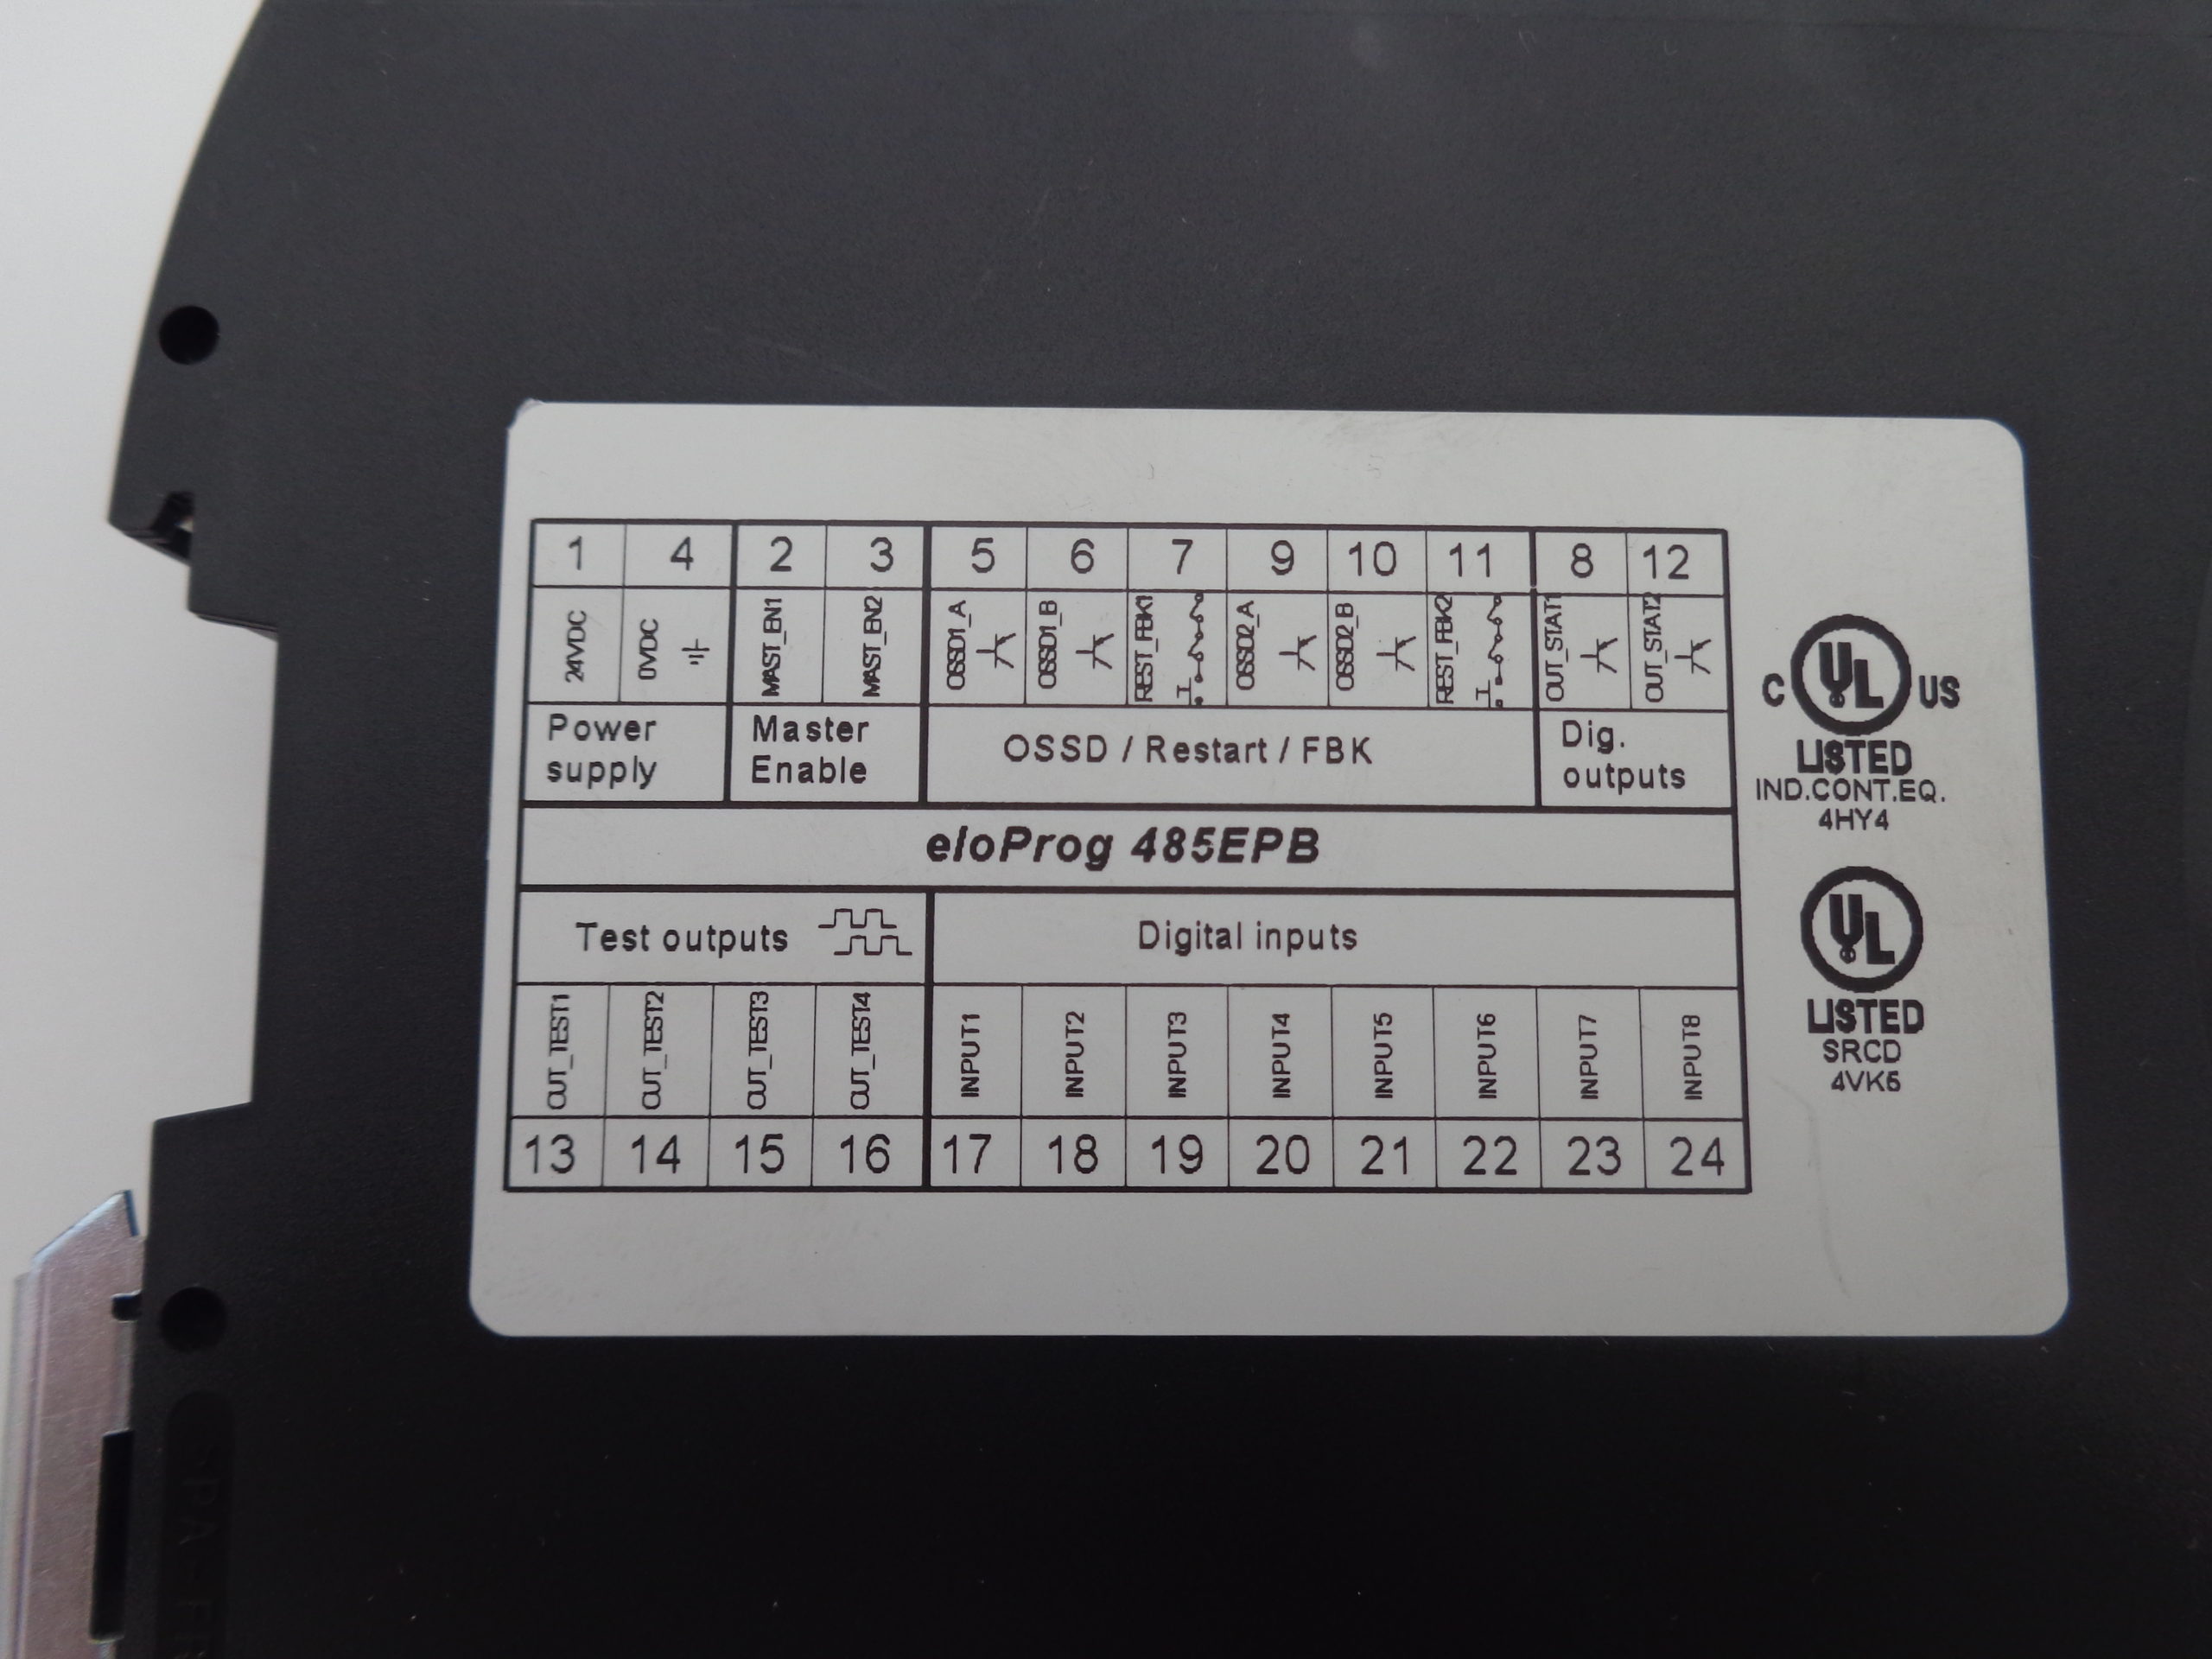 1 4 2 3 5 6 7 9 10 11 8 12
24VDC 0VDC MAST_EN1 MAST_EN2 OSSD1_A OSSD1_B REST_FBK1 OSSD2_A OSSD2_B REST_FBK2 OUT_STAT1 OUT_STAT2
Power supply Master Enable OSSD / Restart / FBK Dig. outputs
eloProg 485EPB
Test outputs Digital inputs
OUT_TEST1 OUT_TEST2 OUT_TEST3 OUT_TEST4 INPUT1 INPUT2 INPUT3 INPUT4 INPUT5 INPUT6 INPUT7 INPUT8
13 14 15 16 17 18 19 20 21 22 23 24
C UL US
LISTED
IND.CONT.EQ.
4HY4
UL
LISTED
SRCD
4VK6